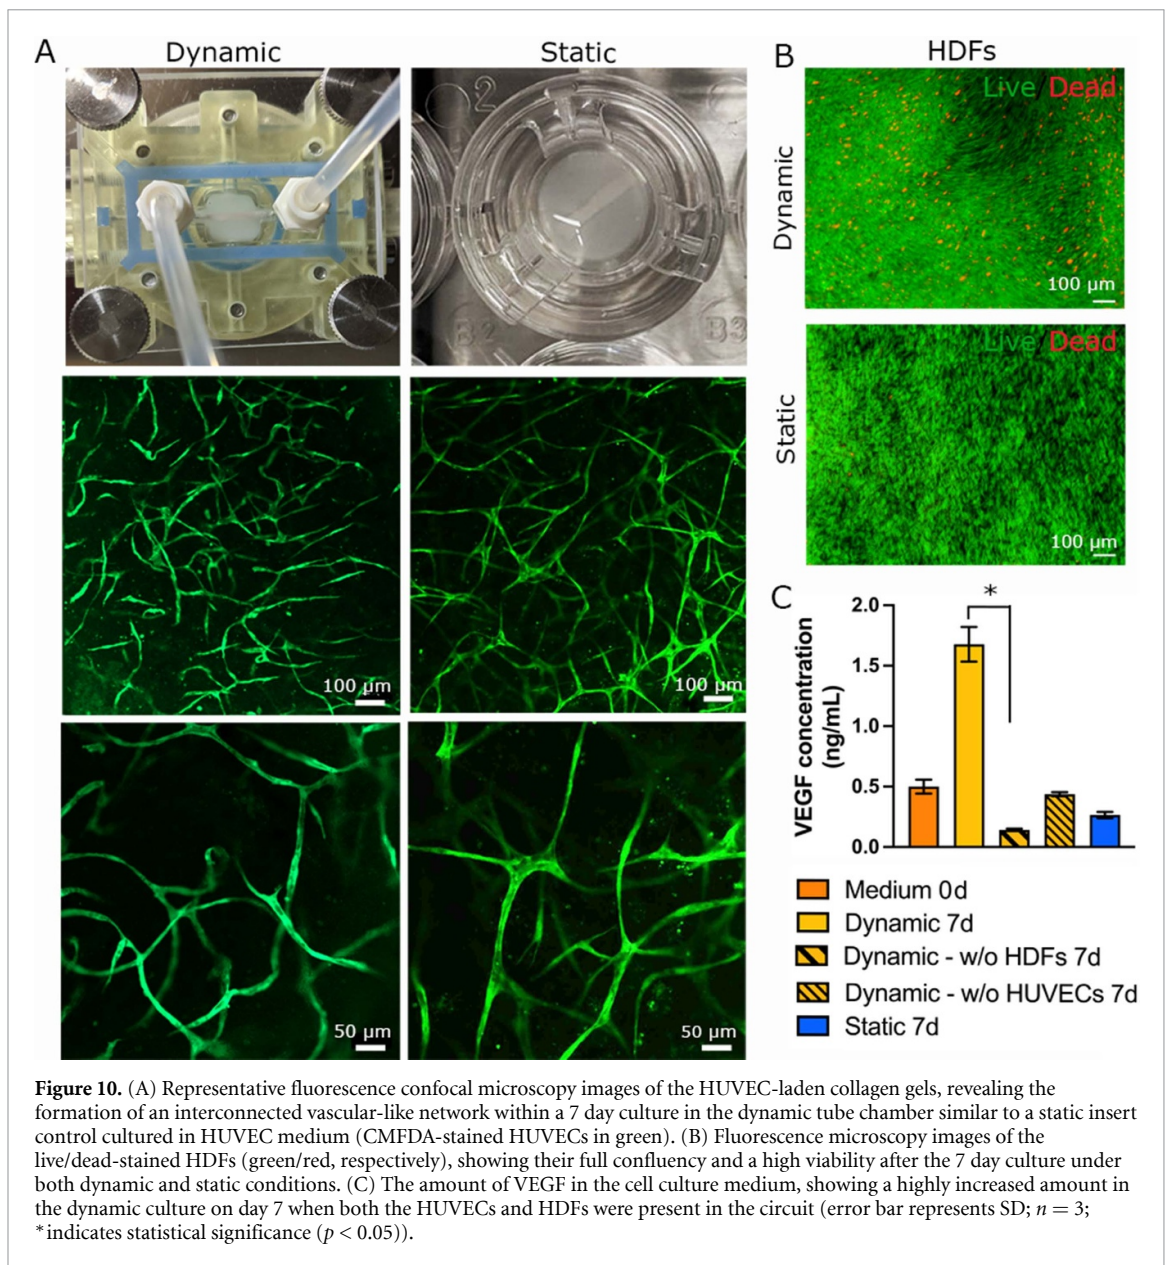 A
Dynamic
Static
2
B2
B3
100 µm
100 µm
50 µm
50 µm
B
HDFs
Dynamic
Live Dead
100 µm
Static
Live Dead
100 µm
C
*
VEGF concentration
(ng/mL)
2.0
1.5
1.0
0.5
0.0
Medium 0d
Dynamic 7d
Dynamic - w/o HDFs 7d
Dynamic - w/o HUVECs 7d
Static 7d
Figure 10. (A) Representative fluorescence confocal microscopy images of the HUVEC-laden collagen gels, revealing the
formation of an interconnected vascular-like network within a 7 day culture in the dynamic tube chamber similar to a static insert
control cultured in HUVEC medium (CMFDA-stained HUVECs in green). (B) Fluorescence microscopy images of the
live/dead-stained HDFs (green/red, respectively), showing their full confluency and a high viability after the 7 day culture under
both dynamic and static conditions. (C) The amount of VEGF in the cell culture medium, showing a highly increased amount in
the dynamic culture on day 7 when both the HUVECs and HDFs were present in the circuit (error bar represents SD; n = 3;
*indicates statistical significance (p < 0.05)).